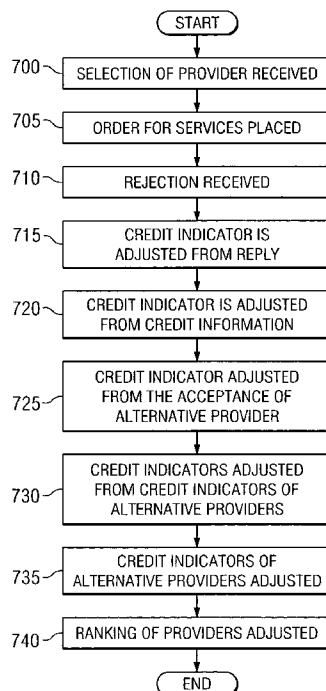 START
700
SELECTION OF PROVIDER RECEIVED
705
ORDER FOR SERVICES PLACED
710
REJECTION RECEIVED
715
CREDIT INDICATOR IS
ADJUSTED FROM REPLY
720
CREDIT INDICATOR IS ADJUSTED
FROM CREDIT INFORMATION
725
CREDIT INDICATOR ADJUSTED
FROM THE ACCEPTANCE OF
ALTERNATIVE PROVIDER
730
CREDIT INDICATORS ADJUSTED
FROM CREDIT INDICATORS OF
ALTERNATIVE PROVIDERS
735
CREDIT INDICATORS OF
ALTERNATIVE PROVIDERS ADJUSTED
740
RANKING OF PROVIDERS ADJUSTED
END